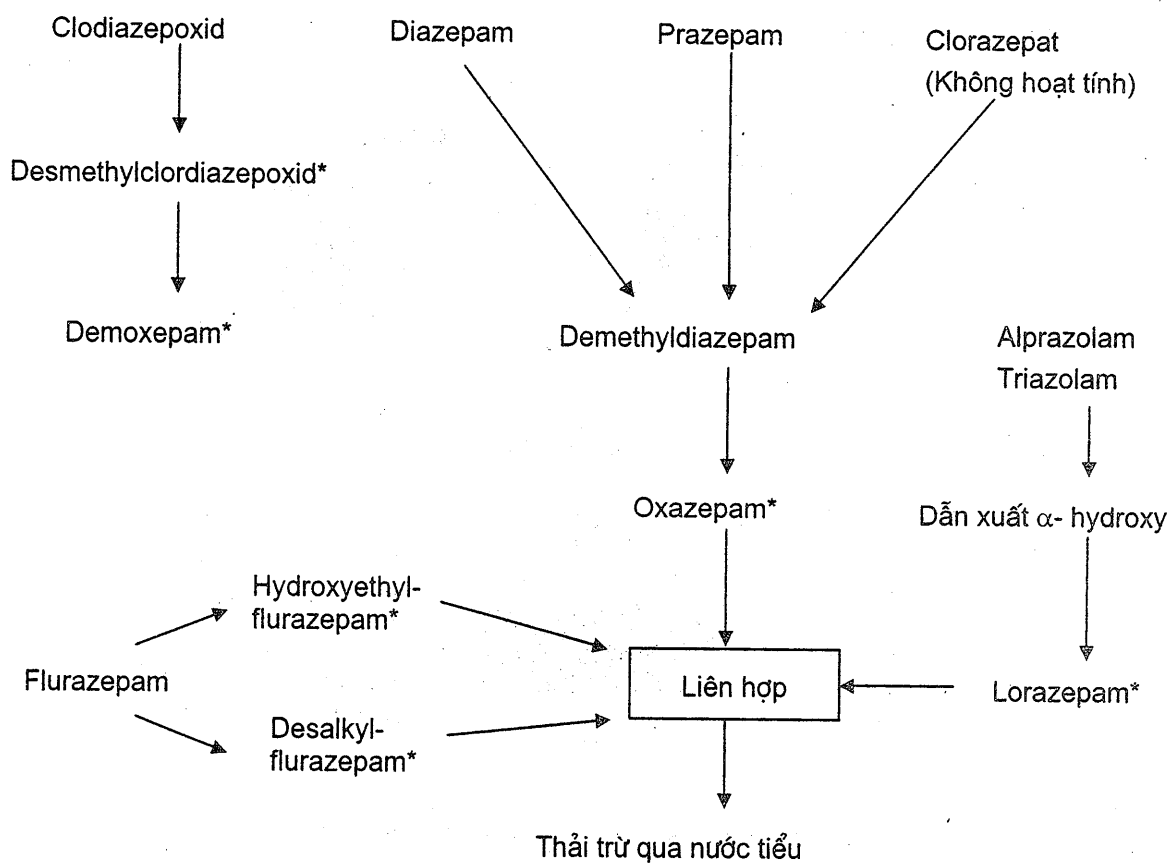 Clodiazepoxid
Diazepam
Prazepam
Clorazepat
(Không hoạt tính)
Desmethylclordiazepoxid*
Demoxepam*
Demethyldiazepam
Alprazolam
Triazolam
Oxazepam*
Dẫn xuất α- hydroxy
Hydroxyethyl-
flurazepam*
Flurazepam
Liên hợp
Lorazepam*
Desalkyl-
flurazepam*
Thải trừ qua nước tiểu